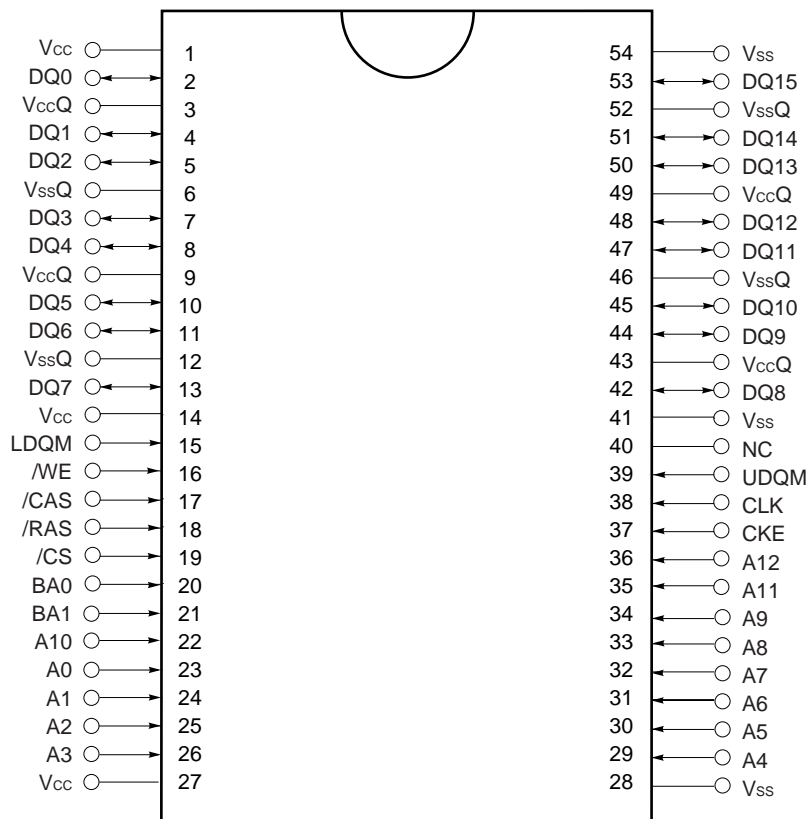 Vcc 1 54 Vss
DQ0 2 53 DQ15
VccQ 3 52 VssQ
DQ1 4 51 DQ14
DQ2 5 50 DQ13
VssQ 6 49 VccQ
DQ3 7 48 DQ12
DQ4 8 47 DQ11
VccQ 9 46 VssQ
DQ5 10 45 DQ10
DQ6 11 44 DQ9
VssQ 12 43 VccQ
DQ7 13 42 DQ8
Vcc 14 41 Vss
LDQM 15 40 NC
/WE 16 39 UDQM
/CAS 17 38 CLK
/RAS 18 37 CKE
/CS 19 36 A12
BA0 20 35 A11
BA1 21 34 A9
A10 22 33 A8
A0 23 32 A7
A1 24 31 A6
A2 25 30 A5
A3 26 29 A4
Vcc 27 28 Vss